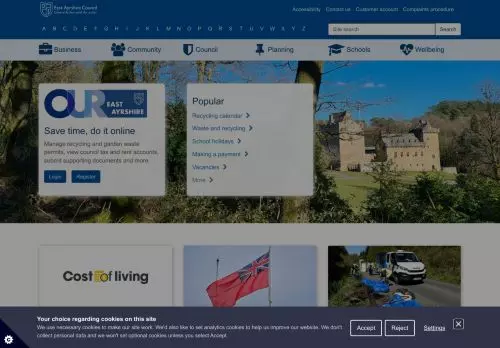 East Ayrshire Council
Accessibility Contact us Customer account Complaints procedure
A B C D E F G H I J K L M N O P Q R S T U V W X Y Z
Site search
Search
Business
Community
Council
Planning
Schools
Wellbeing
OUR EAST AYRSHIRE
Save time, do it online
Manage recycling and garden waste
permits, view council tax and rent accounts,
submit supporting documents and more.
Login
Register
Popular
Recycling calendar
Waste and recycling
School holidays
Making a payment
Vacancies
More
Cost of living
Your choice regarding cookies on this site
We use necessary cookies to make our site work. We'd also like to set analytics cookies to help us improve our website. We don't
collect personal data and we won't set optional cookies unless you select Accept.
Accept
Reject
Settings